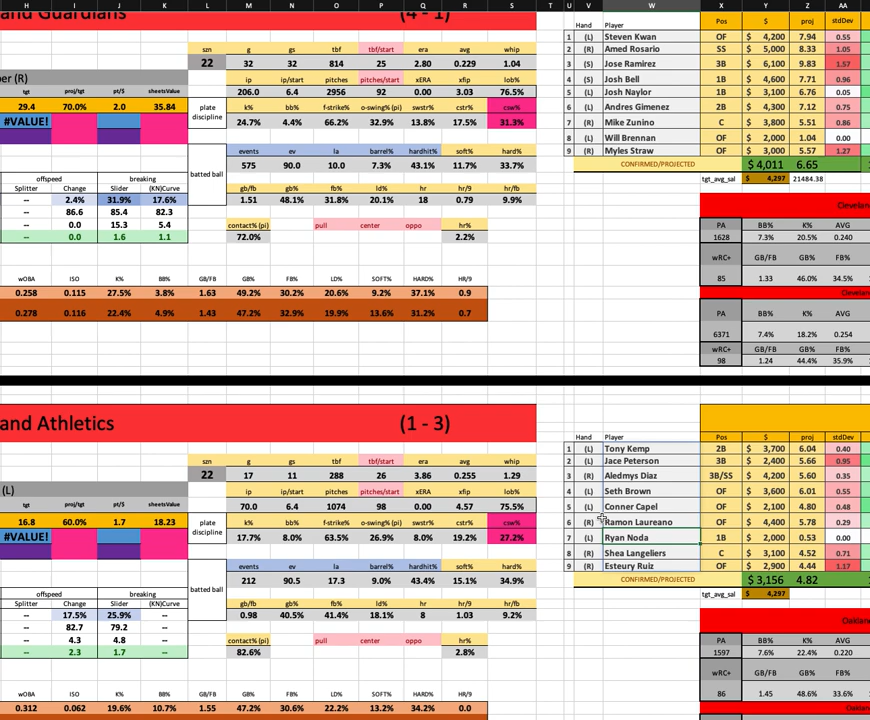 H I J K L M N O P Q R S T U V W X Y Z AA
and Guardians (4 - 1)
Hand Player Pos $ proj stdDev
szn g gs tbf tbf/start era avg whip
22 32 32 814 25 2.80 0.229 1.04
ip ip/start pitches pitches/start xERA xfip lob%
206.0 6.4 2956 92 0.00 3.03 76.5%
tgt proj/tgt pt/$ sheetsValue
29.4 70.0% 2.0 35.84
#VALUE!
plate discipline
k% bb% f-strike% o-swing% (pi) swstr% cstr% csw%
24.7% 4.4% 66.2% 32.9% 13.8% 17.5% 31.3%
batted ball
events ev la barrel% hardhit% soft% hard%
575 90.0 10.0 7.3% 43.1% 11.7% 33.7%
gb/fb gb% fb% ld% hr hr/9 hr/fb
1.51 48.1% 31.8% 20.1% 18 0.79 9.9%
contact% (pi) pull center oppo hr%
72.0% 2.2%
offspeed breaking
Splitter Change Slider (KN)Curve
-- 2.4% 31.9% 17.6%
-- 86.6 85.4 82.3
-- 0.0 15.3 5.4
-- 0.0 1.6 1.1
wOBA ISO K% BB% GB/FB GB% FB% LD% SOFT% HARD% HR/9
0.258 0.115 27.5% 3.8% 1.63 49.2% 30.2% 20.6% 9.2% 37.1% 0.9
0.278 0.116 22.4% 4.9% 1.43 47.2% 32.9% 19.9% 13.6% 31.2% 0.7
1 (L) Steven Kwan OF $ 4,200 7.94 0.55
2 (R) Amed Rosario SS $ 5,000 8.33 1.05
3 (S) Jose Ramirez 3B $ 6,100 9.83 1.57
4 (S) Josh Bell 1B $ 4,600 7.71 0.96
5 (L) Josh Naylor 1B $ 3,100 6.76 0.05
6 (L) Andres Gimenez 2B $ 4,300 7.12 0.75
7 (R) Mike Zunino C $ 3,800 5.51 0.86
8 (L) Will Brennan OF $ 2,000 1.04 0.00
9 (R) Myles Straw OF $ 3,000 5.57 1.27
CONFIRMED/PROJECTED $ 4,011 6.65
tgt_avg_sal $ 4,297 21484.38
PA BB% K% AVG
1628 7.3% 20.5% 0.240
wRC+ GB/FB GB% FB%
85 1.33 46.0% 34.5%
PA BB% K% AVG
6371 7.4% 18.2% 0.254
wRC+ GB/FB GB% FB%
98 1.24 44.4% 35.9%
and Athletics (1 - 3)
Hand Player Pos $ proj stdDev
szn g gs tbf tbf/start era avg whip
22 17 11 288 26 3.86 0.255 1.29
(L)
ip ip/start pitches pitches/start xERA xfip lob%
70.0 6.4 1074 98 0.00 4.57 75.5%
tgt proj/tgt pt/$ sheetsValue
16.8 60.0% 1.7 18.23
#VALUE!
plate discipline
k% bb% f-strike% o-swing% (pi) swstr% cstr% csw%
17.7% 8.0% 63.5% 26.9% 8.0% 19.2% 27.2%
batted ball
events ev la barrel% hardhit% soft% hard%
212 90.5 17.3 9.0% 43.4% 15.1% 34.9%
gb/fb gb% fb% ld% hr hr/9 hr/fb
0.98 40.5% 41.4% 18.1% 8 1.03 9.2%
contact% (pi) pull center oppo hr%
82.6% 2.8%
offspeed breaking
Splitter Change Slider (KN)Curve
-- 17.5% 25.9% --
-- 82.7 79.2 --
-- 4.3 4.8 --
-- 2.3 1.7 --
wOBA ISO K% BB% GB/FB GB% FB% LD% SOFT% HARD% HR/9
0.312 0.062 19.6% 10.7% 1.55 47.2% 30.6% 22.2% 13.2% 34.2% 0.0
1 (L) Tony Kemp 2B $ 3,700 6.04 0.40
2 (L) Jace Peterson 3B $ 2,400 5.66 0.95
3 (R) Aledmys Diaz 3B/SS $ 4,200 5.60 0.35
4 (L) Seth Brown OF $ 3,600 6.01 0.55
5 (L) Conner Capel OF $ 2,100 4.80 0.48
6 (R) Ramon Laureano OF $ 4,400 5.78 0.29
7 (L) Ryan Noda 1B $ 2,000 0.53 0.00
8 (R) Shea Langeliers C $ 3,100 4.52 0.71
9 (R) Esteury Ruiz OF $ 2,900 4.44 1.17
CONFIRMED/PROJECTED $ 3,156 4.82
tgt_avg_sal $ 4,297
PA BB% K% AVG
1597 7.6% 22.4% 0.220
wRC+ GB/FB GB% FB%
86 1.45 48.6% 33.6%